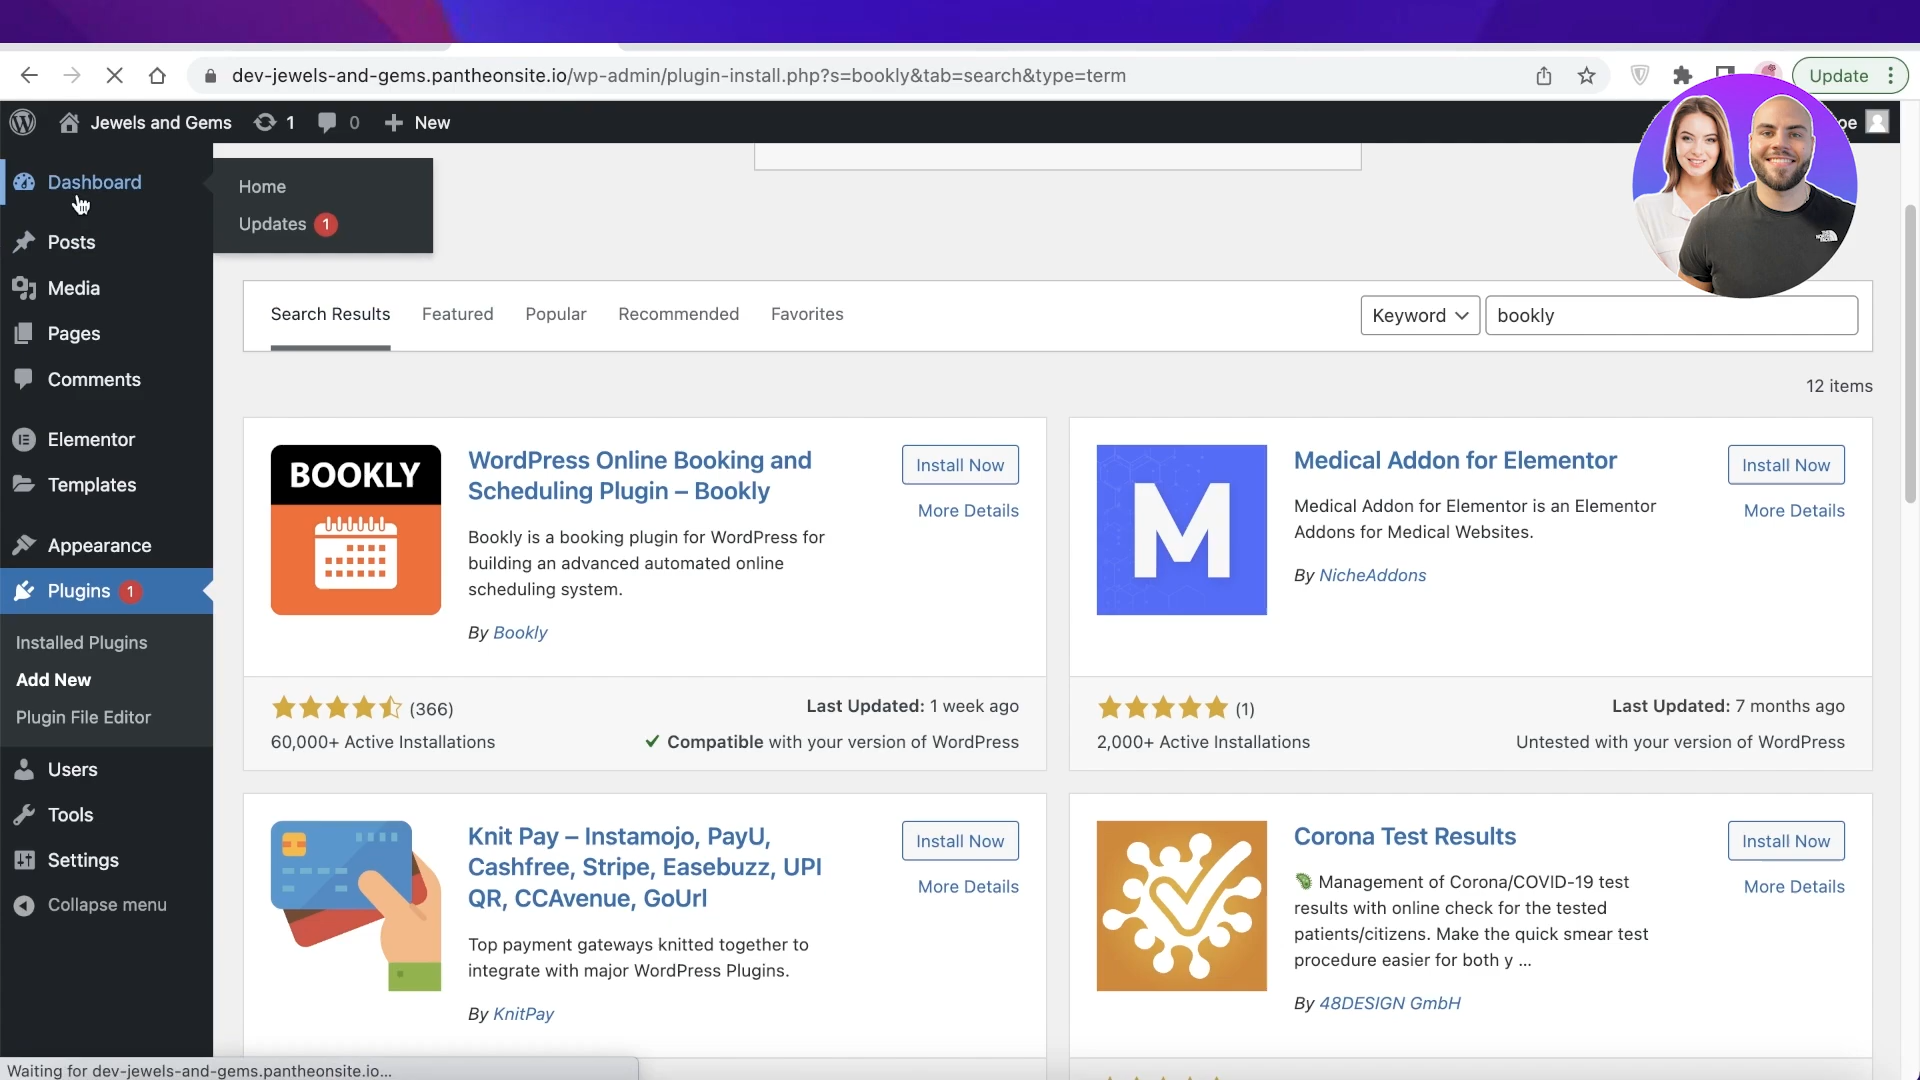 dev-jewels-and-gems.pantheonsite.io/wp-admin/plugin-install.php?s=bookly&tab=search&type=term
Update
Jewels and Gems
1
0
New
oe
Dashboard
Home
Updates 1
Posts
Media
Pages
Comments
Elementor
Templates
Appearance
Plugins 1
Installed Plugins
Add New
Plugin File Editor
Users
Tools
Settings
Collapse menu
Search Results
Featured
Popular
Recommended
Favorites
Keyword
bookly
12 items
BOOKLY
WordPress Online Booking and
Scheduling Plugin – Bookly
Install Now
More Details
Bookly is a booking plugin for WordPress for
building an advanced automated online
scheduling system.
By Bookly
(366)
60,000+ Active Installations
Last Updated: 1 week ago
Compatible with your version of WordPress
M
Medical Addon for Elementor
Install Now
More Details
Medical Addon for Elementor is an Elementor
Addons for Medical Websites.
By NicheAddons
(1)
2,000+ Active Installations
Last Updated: 7 months ago
Untested with your version of WordPress
Knit Pay – Instamojo, PayU,
Cashfree, Stripe, Easebuzz, UPI
QR, CCAvenue, GoUrl
Install Now
More Details
Top payment gateways knitted together to
integrate with major WordPress Plugins.
By KnitPay
Corona Test Results
Install Now
More Details
Management of Corona/COVID-19 test
results with online check for the tested
patients/citizens. Make the quick smear test
procedure easier for both y ...
By 48DESIGN GmbH
Waiting for dev-jewels-and-gems.pantheonsite.io...